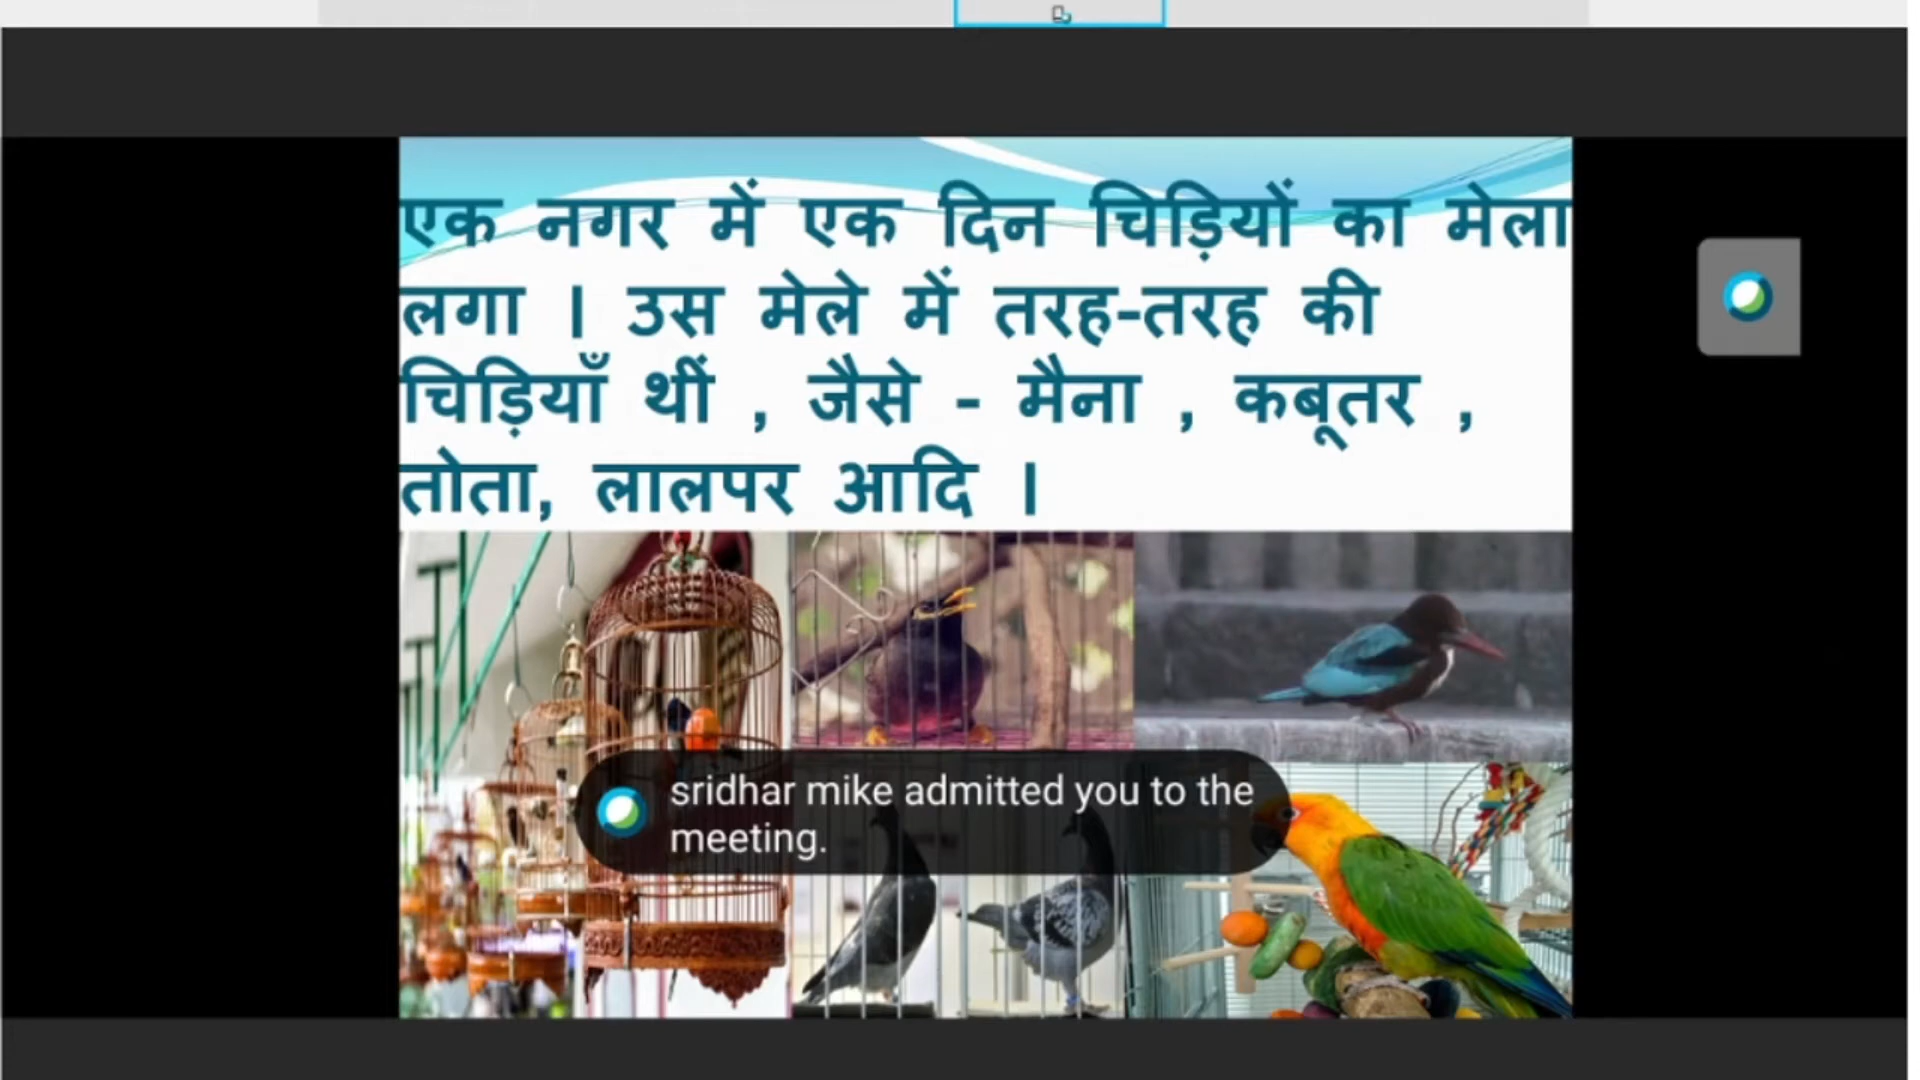 एक नगर में एक दिन चिड़ियों का मेला
लगा । उस मेले में तरह-तरह की
चिड़ियाँ थीं , जैसे - मैना , कबूतर ,
तोता, लालपर आदि ।
sridhar mike admitted you to the
meeting.